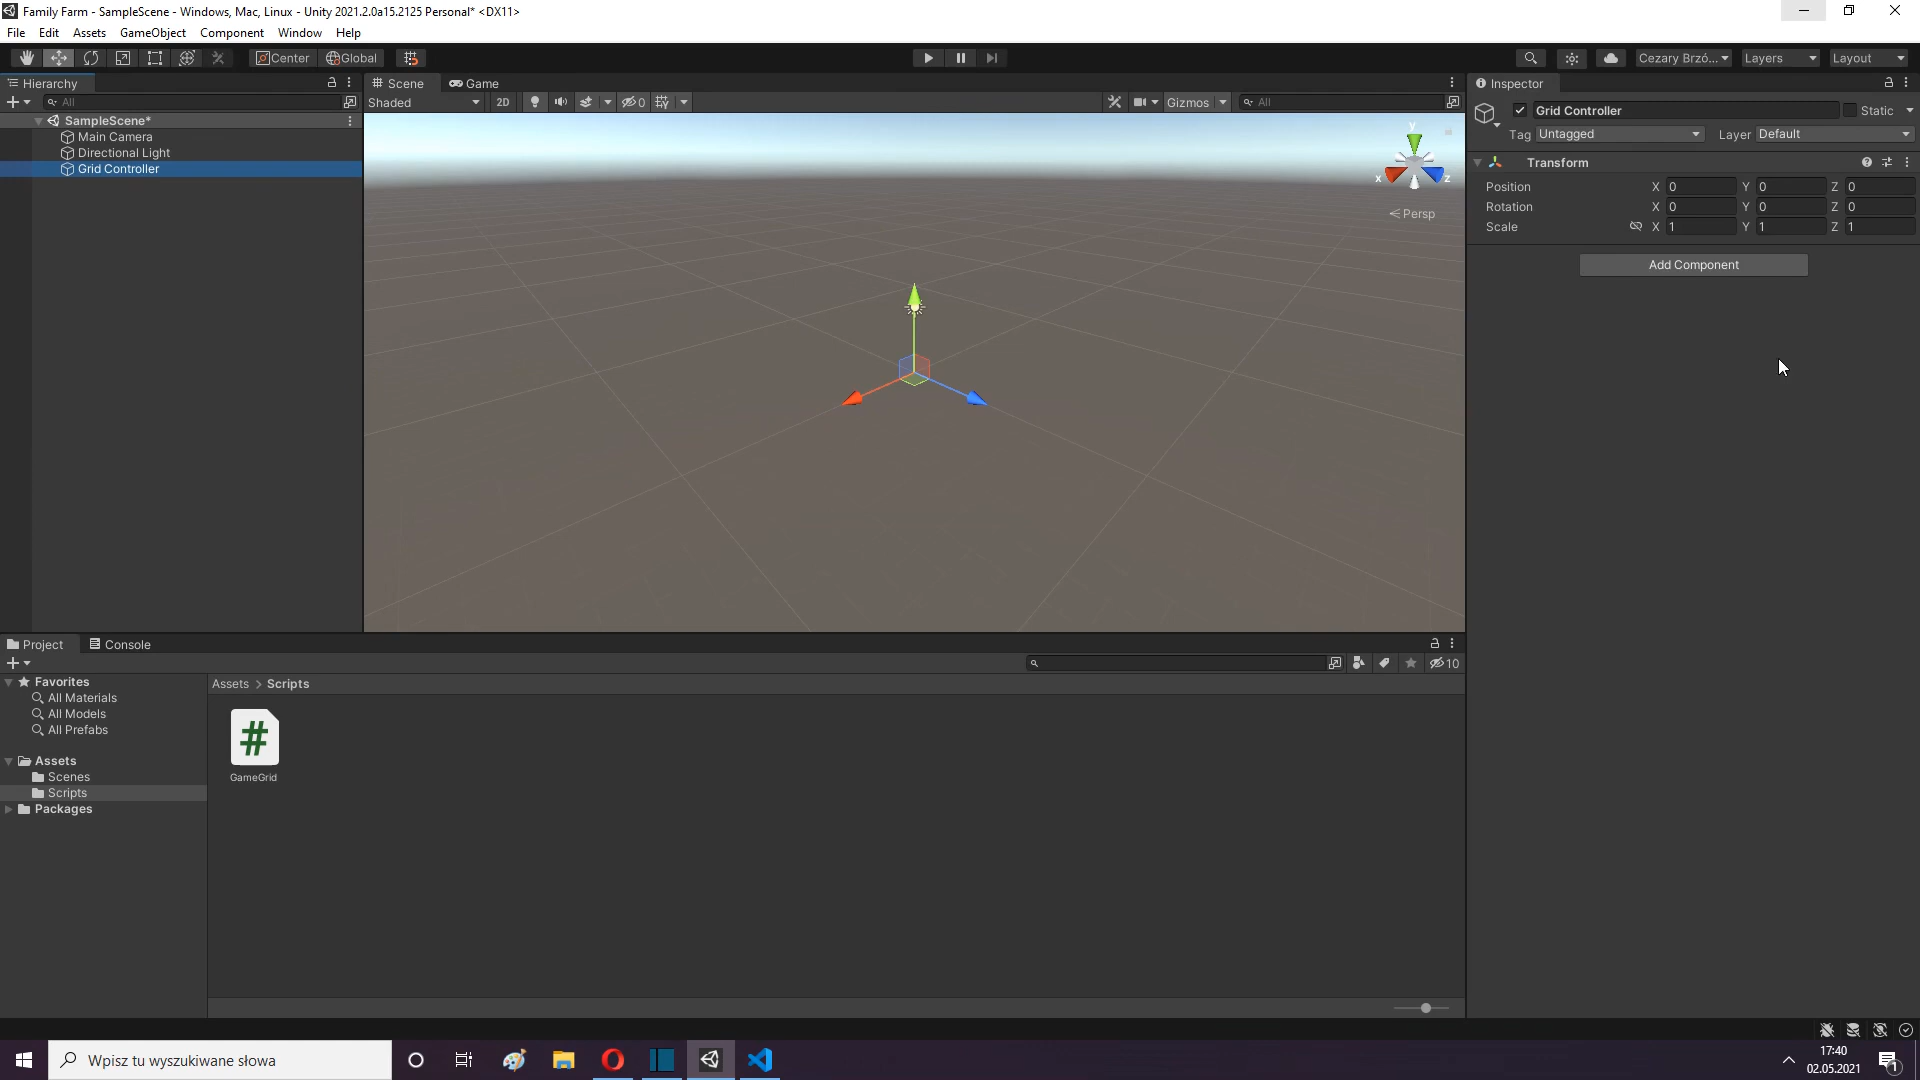 Family Farm - SampleScene - Windows, Mac, Linux - Unity 2021.2.0a15.2125 Personal* <DX11>
File Edit Assets GameObject Component Window Help
Center Global Cezary Brzó... Layers Layout
Hierarchy
All
SampleScene*
Main Camera
Directional Light
Grid Controller
Scene Game
Shaded 2D 0 Gizmos All
y
x z
Persp
Inspector
Grid Controller Static
Tag Untagged Layer Default
Transform
Position X 0 Y 0 Z 0
Rotation X 0 Y 0 Z 0
Scale X 1 Y 1 Z 1
Add Component
Project Console
10
Favorites
All Materials
All Models
All Prefabs
Assets
Scenes
Scripts
Packages
Assets > Scripts
#
GameGrid
Wpisz tu wyszukiwane słowa
17:40
02.05.2021
1